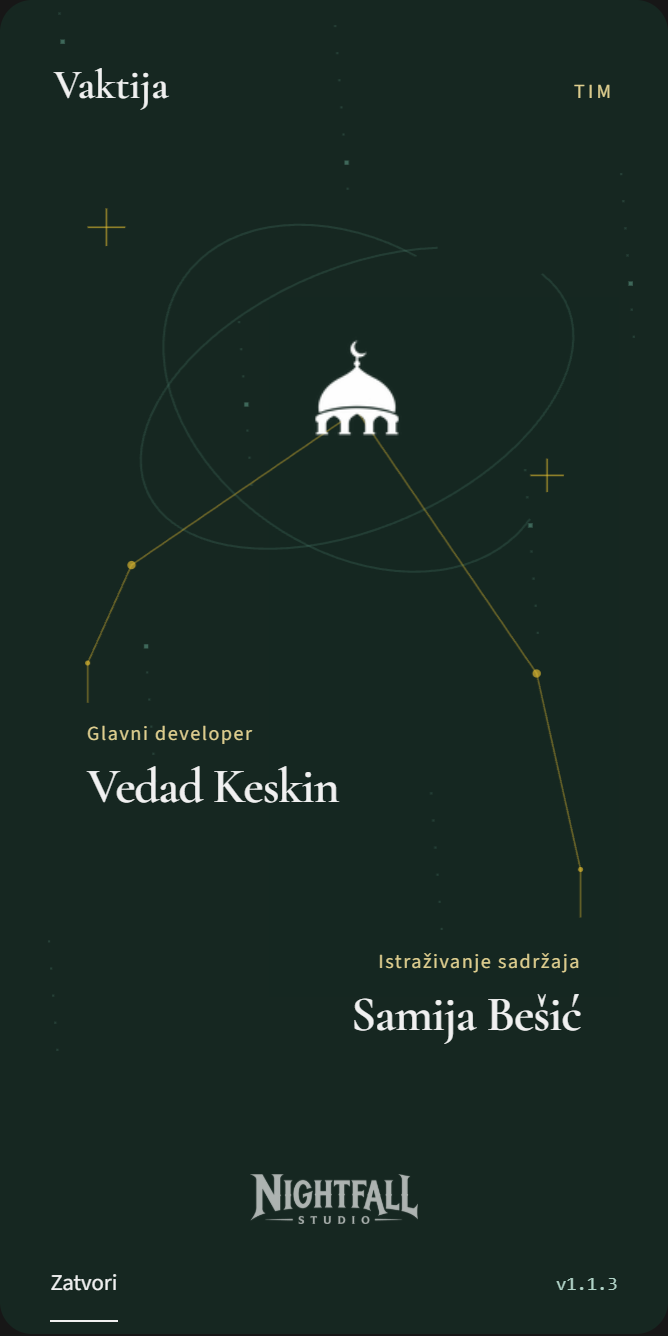 Vaktija
TIM
Glavni developer
Vedad Keskin
Istraživanje sadržaja
Samija Bešić
NIGHTFALL
STUDIO
Zatvori
v1.1.3